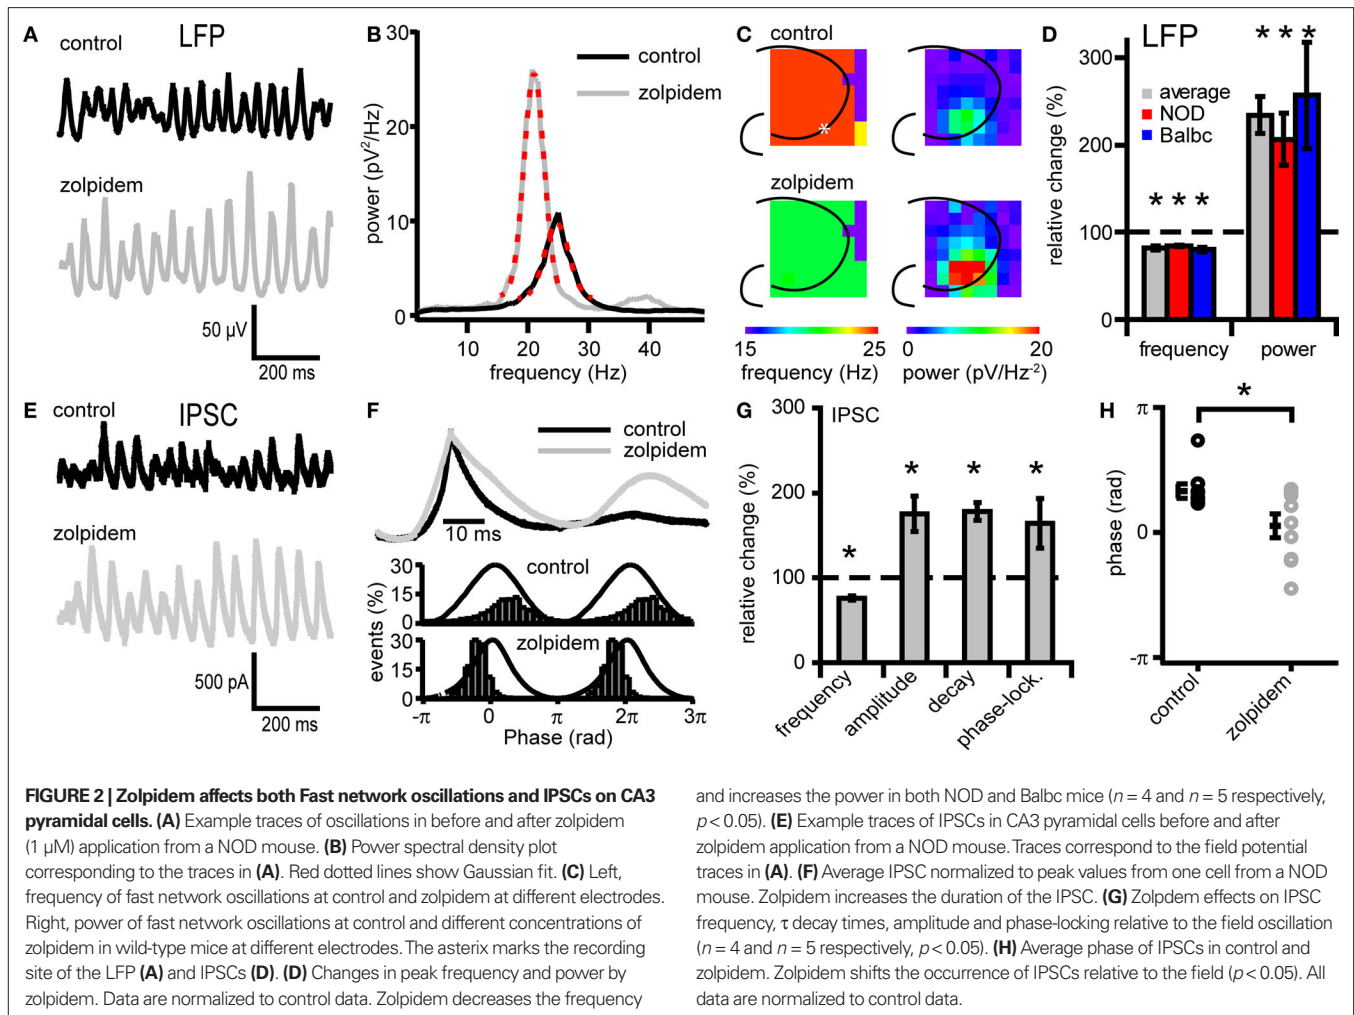 A
LFP
control
zolpidem
50 µV
200 ms
B
30
20
10
0
power (pV²/Hz)
control
zolpidem
10 20 30 40
frequency (Hz)
C
control
*
zolpidem
15 25
frequency (Hz)
0 20
power (pV/Hz⁻²)
D
LFP
300
200
100
0
relative change (%)
average
NOD
Balbc
* * *
* * *
frequency power
E
IPSC
control
zolpidem
500 pA
200 ms
F
control
zolpidem
10 ms
control
30
15
0
zolpidem
30
15
0
events (%)
-π 0 π 2π 3π
Phase (rad)
G
IPSC
300
200
100
0
relative change (%)
* * * *
frequency
amplitude
decay
phase-lock.
H
π
0
-π
phase (rad)
*
control
zolpidem
FIGURE 2 | Zolpidem affects both Fast network oscillations and IPSCs on CA3
pyramidal cells. (A) Example traces of oscillations in before and after zolpidem
(1 µM) application from a NOD mouse. (B) Power spectral density plot
corresponding to the traces in (A). Red dotted lines show Gaussian fit. (C) Left,
frequency of fast network oscillations at control and zolpidem at different electrodes.
Right, power of fast network oscillations at control and different concentrations of
zolpidem in wild-type mice at different electrodes. The asterix marks the recording
site of the LFP (A) and IPSCs (D). (D) Changes in peak frequency and power by
zolpidem. Data are normalized to control data. Zolpidem decreases the frequency
and increases the power in both NOD and Balbc mice (n = 4 and n = 5 respectively,
p < 0.05). (E) Example traces of IPSCs in CA3 pyramidal cells before and after
zolpidem application from a NOD mouse. Traces correspond to the field potential
traces in (A). (F) Average IPSC normalized to peak values from one cell from a NOD
mouse. Zolpidem increases the duration of the IPSC. (G) Zolpdem effects on IPSC
frequency, τ decay times, amplitude and phase-locking relative to the field oscillation
(n = 4 and n = 5 respectively, p < 0.05). (H) Average phase of IPSCs in control and
zolpidem. Zolpidem shifts the occurrence of IPSCs relative to the field (p < 0.05). All
data are normalized to control data.